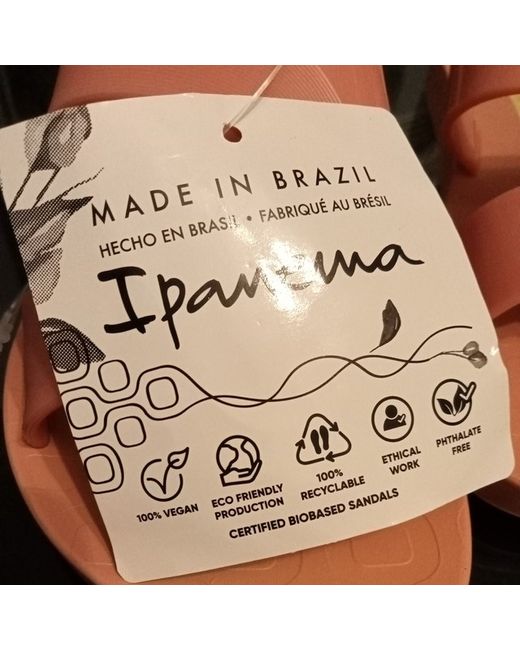 MADE IN BRAZIL
HECHO EN BRASIL • FABRIQUÉ AU BRÉSIL
Ipanema
100% VEGAN
ECO FRIENDLY
PRODUCTION
100%
RECYCLABLE
ETHICAL
WORK
PHTHALATE
FREE
CERTIFIED BIOBASED SANDALS